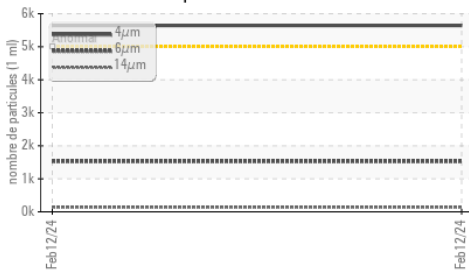 6k
5k
4k
3k
2k
1k
0k
nombre de particules (1 ml)
Anormal
4µm
6µm
14µm
Feb12/24
Feb12/24